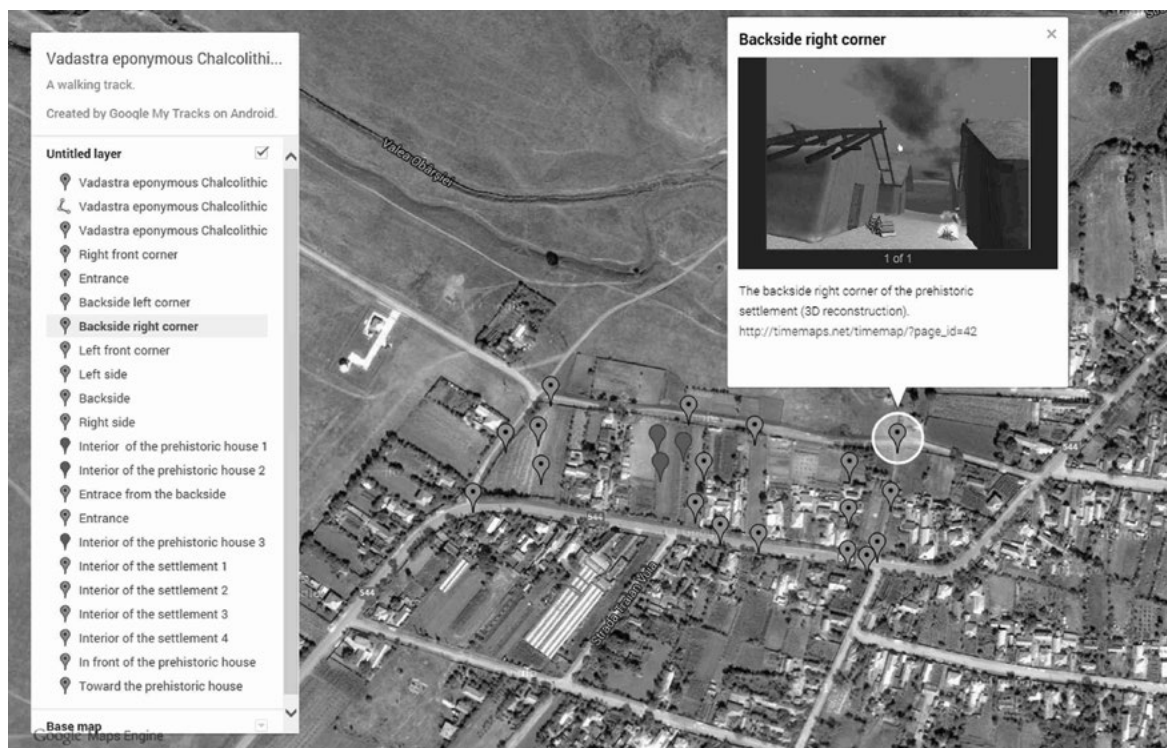 Vadastra eponymous Chalcolithi...
A walking track.
Created by Google My Tracks on Android.
Untitled layer
Vadastra eponymous Chalcolithic
Vadastra eponymous Chalcolithic
Vadastra eponymous Chalcolithic
Right front corner
Entrance
Backside left corner
Backside right corner
Left front corner
Left side
Backside
Right side
Interior of the prehistoric house 1
Interior of the prehistoric house 2
Entrace from the backside
Entrance
Interior of the prehistoric house 3
Interior of the settlement 1
Interior of the settlement 2
Interior of the settlement 3
Interior of the settlement 4
In front of the prehistoric house
Toward the prehistoric house
Base map
Google Maps Engine
Valea Obârgiei
Backside right corner
×
1 of 1
The backside right corner of the prehistoric
settlement (3D reconstruction).
http://timemaps.net/timemap/?page_id=42
544
544
544
Strada Traian Vuia